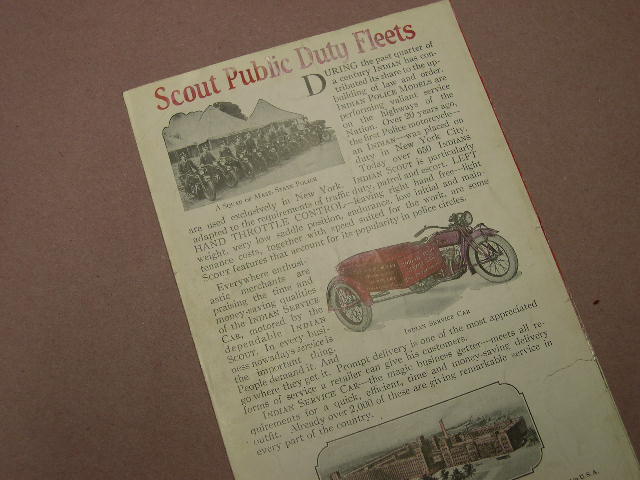 Scout Public Duty Fleets
DURING the past quarter of
a century INDIAN has con-
tributed its share to the up-
building of law and order.
INDIAN POLICE MODELS are
performing valiant service
on the highways of the
Nation. Over 20 years ago,
the first Police motorcycle—
an INDIAN—was placed on
duty in New York City.
Today over 650 INDIANS
A SQUAD OF MASS. STATE POLICE
are used exclusively in New York. INDIAN SCOUT is particularly
adapted to the requirements of traffic duty, patrol and escort. LEFT
HAND THROTTLE CONTROL—leaving right hand free—light
weight, very low saddle position, endurance, low initial and main-
tenance costs, together with speed suited for the work, are some
SCOUT features that account for its popularity in police circles.
Everywhere enthusi-
astic merchants are
praising the time and
money-saving qualities
of the INDIAN SERVICE
CAR, motored by the
dependable INDIAN
SCOUT. In every busi-
ness nowadays service is
the important thing.
People demand it. And
INDIAN SERVICE CAR
go where they get it. Prompt delivery is one of the most appreciated
forms of service a retailer can give his customers.
INDIAN SERVICE CAR—the magic business getter—meets all re-
quirements for a quick, efficient, time and money-saving delivery
outfit. Already over 2,000 of these are giving remarkable service in
every part of the country.
U.S.A.